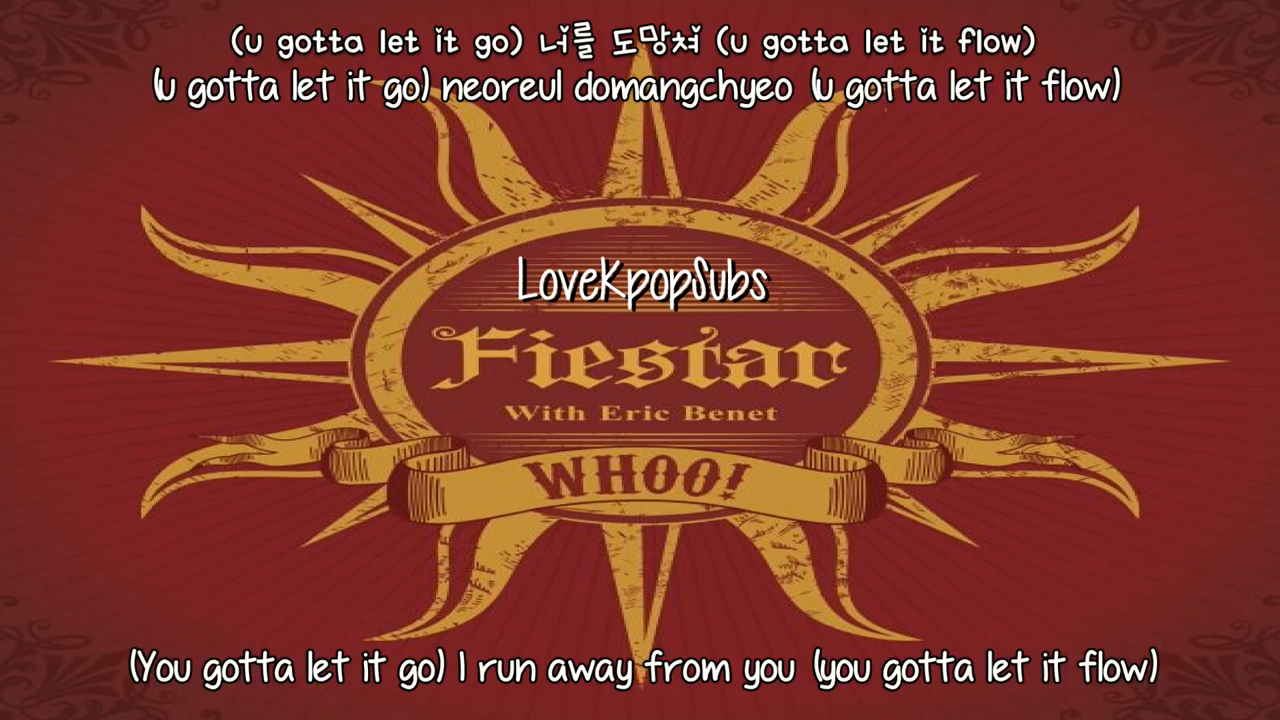 (u gotta let it go) 너를 도망쳐 (u gotta let it flow)
(u gotta let it go) neoreul domangchyeo (u gotta let it flow)
LoveKpopSubs
Fiestar
With Eric Benet
WHOO!
(You gotta let it go) I run away from you (you gotta let it flow)